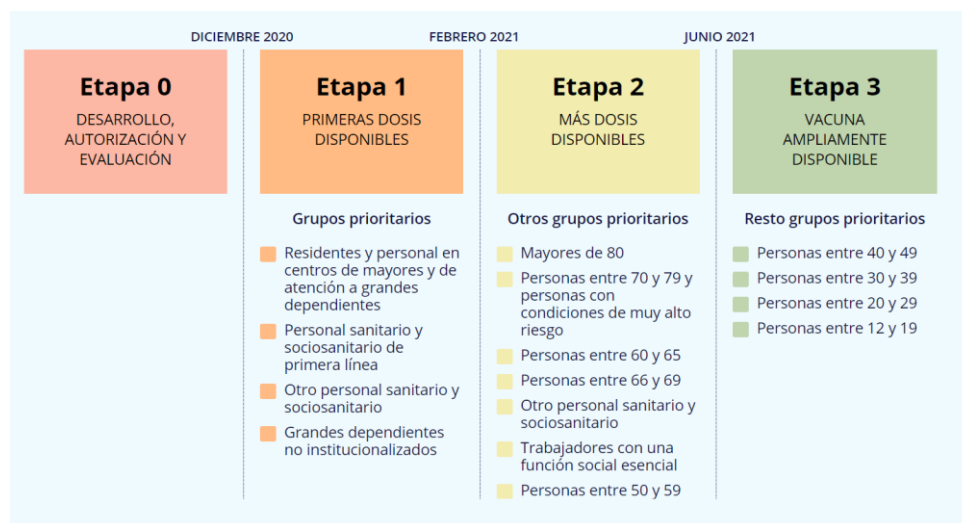 DICIEMBRE 2020
FEBRERO 2021
JUNIO 2021
Etapa 0
DESARROLLO,
AUTORIZACIÓN Y
EVALUACIÓN
Etapa 1
PRIMERAS DOSIS
DISPONIBLES
Grupos prioritarios
Residentes y personal en
centros de mayores y de
atención a grandes
dependientes
Personal sanitario y
sociosanitario de
primera línea
Otro personal sanitario y
sociosanitario
Grandes dependientes
no institucionalizados
Etapa 2
MÁS DOSIS
DISPONIBLES
Otros grupos prioritarios
Mayores de 80
Personas entre 70 y 79 y
personas con
condiciones de muy alto
riesgo
Personas entre 60 y 65
Personas entre 66 y 69
Otro personal sanitario y
sociosanitario
Trabajadores con una
función social esencial
Personas entre 50 y 59
Etapa 3
VACUNA
AMPLIAMENTE
DISPONIBLE
Resto grupos prioritarios
Personas entre 40 y 49
Personas entre 30 y 39
Personas entre 20 y 29
Personas entre 12 y 19